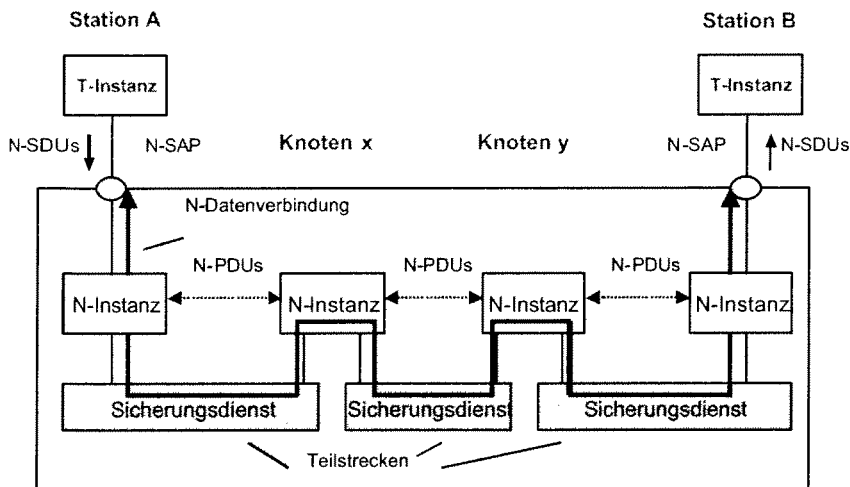 Station A
Station B
T-Instanz
T-Instanz
N-SDUs
N-SAP
Knoten x
Knoten y
N-SAP
N-SDUs
N-Datenverbindung
N-PDUs
N-PDUs
N-PDUs
N-Instanz
N-Instanz
N-Instanz
N-Instanz
Sicherungsdienst
Sicherungsdienst
Sicherungsdienst
Teilstrecken